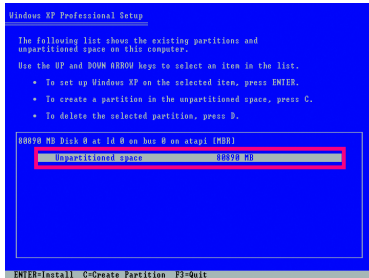 Windows XP Professional Setup
The following list shows the existing partitions and
unpartitioned space on this computer.
Use the UP and DOWN ARROW keys to select an item in the list.
• To set up Windows XP on the selected item, press ENTER.
• To create a partition in the unpartitioned space, press C.
• To delete the selected partition, press D.
80890 MB Disk 0 at Id 0 on bus 0 on atapi [MBR]
Unpartitioned space 80890 MB
ENTER=Install C=Create Partition F3=Quit